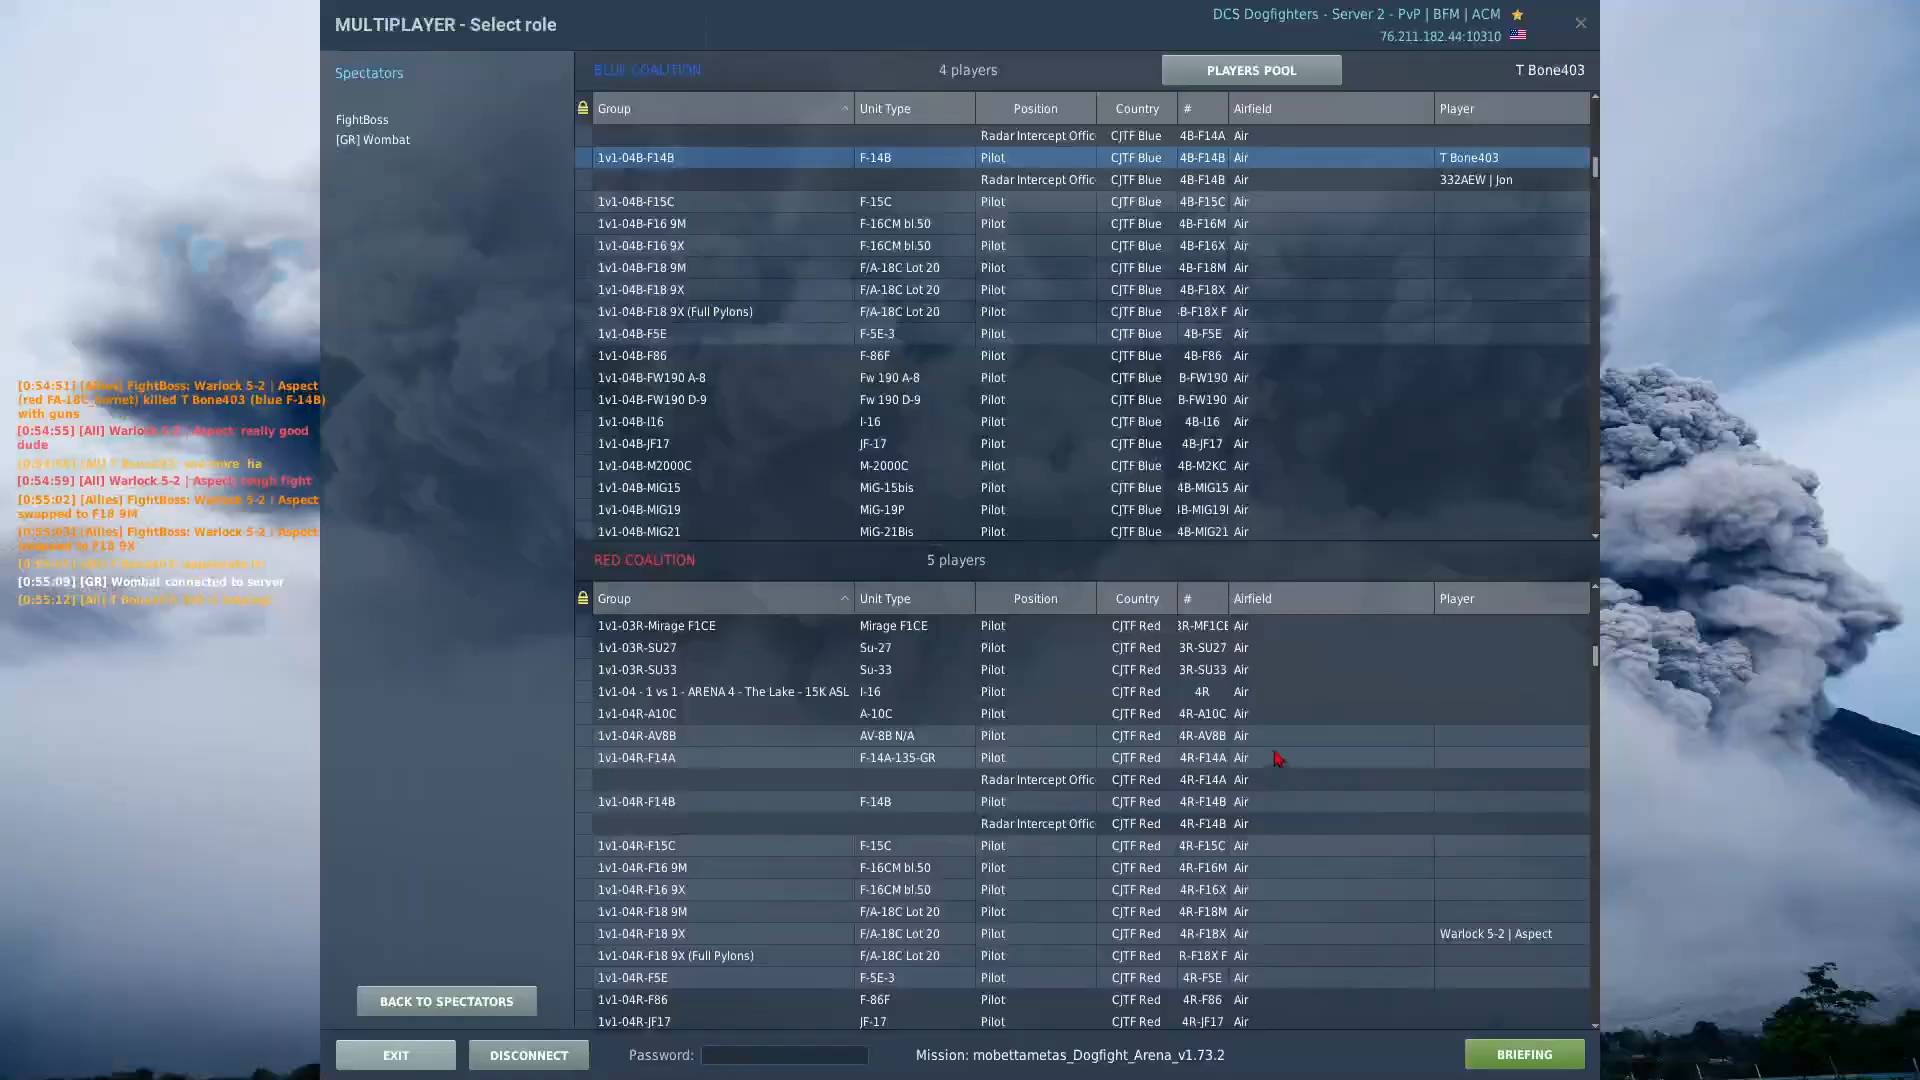 MULTIPLAYER - Select role
DCS Dogfighters - Server 2 - PvP | BFM | ACM
76.211.182.44:10310
Spectators
FightBoss
[GR] Wombat
BLUE COALITION 4 players PLAYERS POOL T Bone403
Group Unit Type Position Country # Airfield Player
Radar Intercept Offic CJTF Blue 4B-F14A Air
1v1-04B-F14B F-14B Pilot CJTF Blue 4B-F14B Air T Bone403
Radar Intercept Offic CJTF Blue 4B-F14B Air 332AEW | Jon
1v1-04B-F15C F-15C Pilot CJTF Blue 4B-F15C Air
1v1-04B-F16 9M F-16CM bl.50 Pilot CJTF Blue 4B-F16M Air
1v1-04B-F16 9X F-16CM bl.50 Pilot CJTF Blue 4B-F16X Air
1v1-04B-F18 9M F/A-18C Lot 20 Pilot CJTF Blue 4B-F18M Air
1v1-04B-F18 9X F/A-18C Lot 20 Pilot CJTF Blue 4B-F18X Air
1v1-04B-F18 9X (Full Pylons) F/A-18C Lot 20 Pilot CJTF Blue B-F18X F Air
1v1-04B-F5E F-5E-3 Pilot CJTF Blue 4B-F5E Air
1v1-04B-F86 F-86F Pilot CJTF Blue 4B-F86 Air
1v1-04B-FW190 A-8 Fw 190 A-8 Pilot CJTF Blue B-FW190 Air
1v1-04B-FW190 D-9 Fw 190 D-9 Pilot CJTF Blue B-FW190 Air
1v1-04B-I16 I-16 Pilot CJTF Blue 4B-I16 Air
1v1-04B-JF17 JF-17 Pilot CJTF Blue 4B-JF17 Air
1v1-04B-M2000C M-2000C Pilot CJTF Blue 4B-M2KC Air
1v1-04B-MIG15 MiG-15bis Pilot CJTF Blue 4B-MIG15 Air
1v1-04B-MIG19 MiG-19P Pilot CJTF Blue B-MIG19 Air
1v1-04B-MIG21 MiG-21Bis Pilot CJTF Blue 4B-MIG21 Air
RED COALITION 5 players
Group Unit Type Position Country # Airfield Player
1v1-03R-Mirage F1CE Mirage F1CE Pilot CJTF Red 3R-MF1CE Air
1v1-03R-SU27 Su-27 Pilot CJTF Red 3R-SU27 Air
1v1-03R-SU33 Su-33 Pilot CJTF Red 3R-SU33 Air
1v1-04 - 1 vs 1 - ARENA 4 - The Lake - 15K ASL I-16 Pilot CJTF Red 4R Air
1v1-04R-A10C A-10C Pilot CJTF Red 4R-A10C Air
1v1-04R-AV8B AV-8B N/A Pilot CJTF Red 4R-AV8B Air
1v1-04R-F14A F-14A-135-GR Pilot CJTF Red 4R-F14A Air
Radar Intercept Offic CJTF Red 4R-F14A Air
1v1-04R-F14B F-14B Pilot CJTF Red 4R-F14B Air
Radar Intercept Offic CJTF Red 4R-F14B Air
1v1-04R-F15C F-15C Pilot CJTF Red 4R-F15C Air
1v1-04R-F16 9M F-16CM bl.50 Pilot CJTF Red 4R-F16M Air
1v1-04R-F16 9X F-16CM bl.50 Pilot CJTF Red 4R-F16X Air
1v1-04R-F18 9M F/A-18C Lot 20 Pilot CJTF Red 4R-F18M Air
1v1-04R-F18 9X F/A-18C Lot 20 Pilot CJTF Red 4R-F18X Air Warlock 5-2 | Aspect
1v1-04R-F18 9X (Full Pylons) F/A-18C Lot 20 Pilot CJTF Red R-F18X F Air
1v1-04R-F5E F-5E-3 Pilot CJTF Red 4R-F5E Air
1v1-04R-F86 F-86F Pilot CJTF Red 4R-F86 Air
1v1-04R-JF17 JF-17 Pilot CJTF Red 4R-JF17 Air
[0:54:51] [Allies] FightBoss: Warlock 5-2 | Aspect
(red FA-18C_hornet) killed T Bone403 (blue F-14B)
with guns
[0:54:55] [All] Warlock 5-2 | Aspect: really good
dude
[All] T Bone403: one more ha
[0:54:59] [All] Warlock 5-2 | Aspect: tough fight
[0:55:02] [Allies] FightBoss: Warlock 5-2 | Aspect
swapped to F18 9M
[0:55:03] [Allies] FightBoss: Warlock 5-2 | Aspect
swapped to F18 9X
[All] T Bone403:
[0:55:09] [GR] Wombat connected to server
[0:55:12] [All] T Bone403: RIO is helping!
BACK TO SPECTATORS
EXIT DISCONNECT Password: Mission: mobettametas_Dogfight_Arena_v1.73.2 BRIEFING